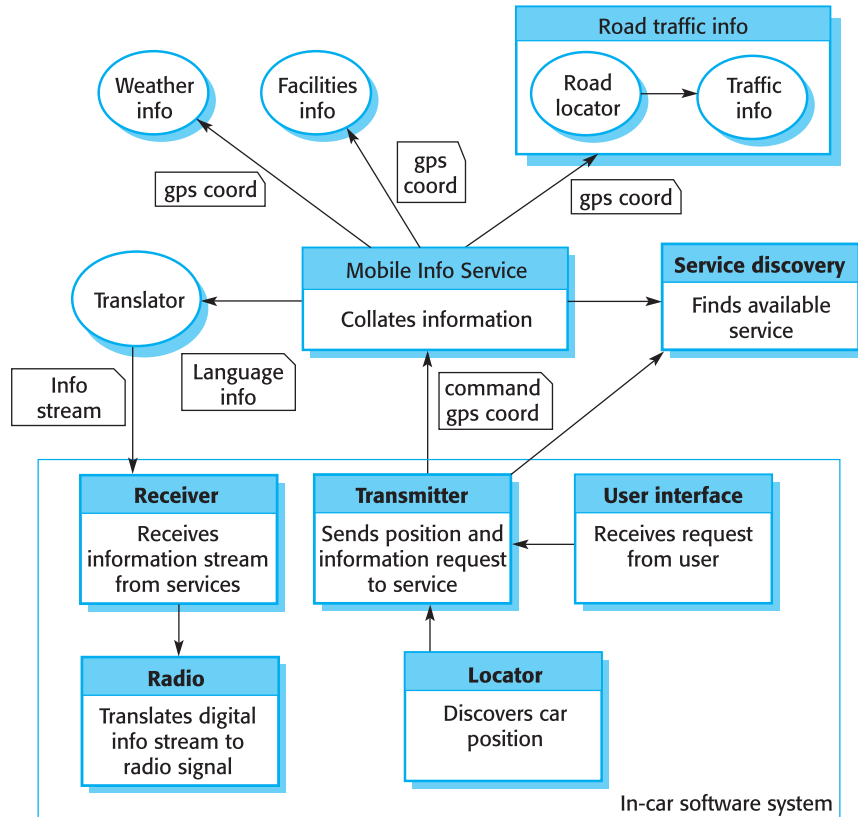 Road traffic info
Weather
info
Facilities
info
Road
locator
Traffic
info
gps coord
gps
coord
gps coord
Mobile Info Service
Collates information
Service discovery
Finds available
service
Translator
Info
stream
Language
info
command
gps coord
Receiver
Receives
information stream
from services
Transmitter
Sends position and
information request
to service
User interface
Receives request
from user
Radio
Translates digital
info stream to
radio signal
Locator
Discovers car
position
In-car software system